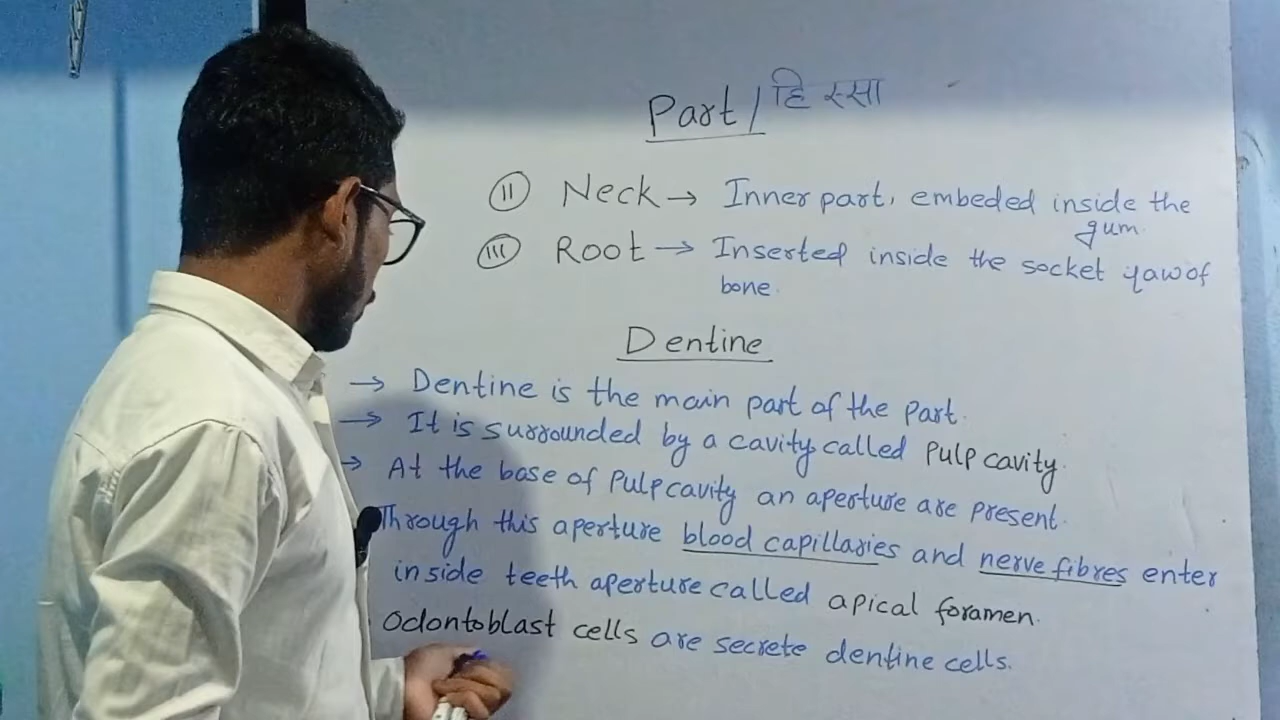 Part / हिस्सा
II Neck → Inner part, embeded inside the
gum.
III Root → Inserted inside the socket yaw of
bone.
Dentine
→ Dentine is the main part of the Part.
→ It is surrounded by a cavity called Pulp cavity.
→ At the base of Pulp cavity an aperture are present.
Through this aperture blood capillaries and nerve fibres enter
inside teeth aperture called apical foramen.
Odontoblast cells are secrete dentine cells.